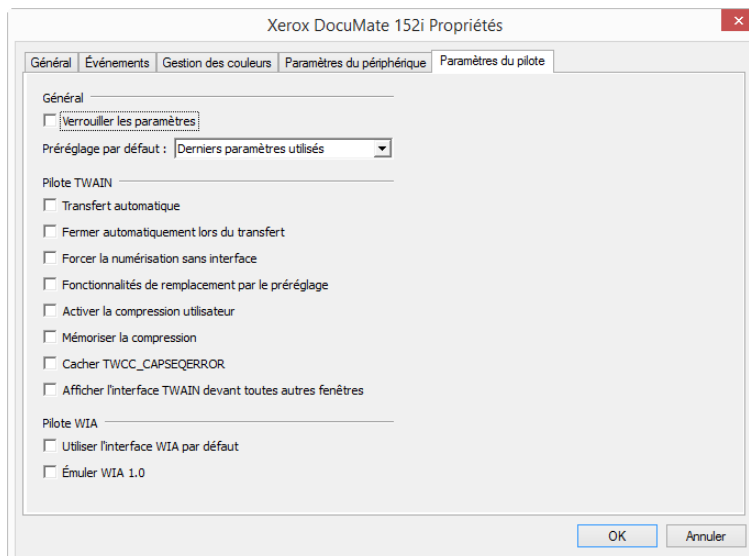 Xerox DocuMate 152i Propriétés
Général Événements Gestion des couleurs Paramètres du périphérique Paramètres du pilote
Général
Verrouiller les paramètres
Préréglage par défaut : Derniers paramètres utilisés
Pilote TWAIN
Transfert automatique
Fermer automatiquement lors du transfert
Forcer la numérisation sans interface
Fonctionnalités de remplacement par le préréglage
Activer la compression utilisateur
Mémoriser la compression
Cacher TWCC_CAPSEQERROR
Afficher l'interface TWAIN devant toutes autres fenêtres
Pilote WIA
Utiliser l'interface WIA par défaut
Émuler WIA 1.0
OK Annuler